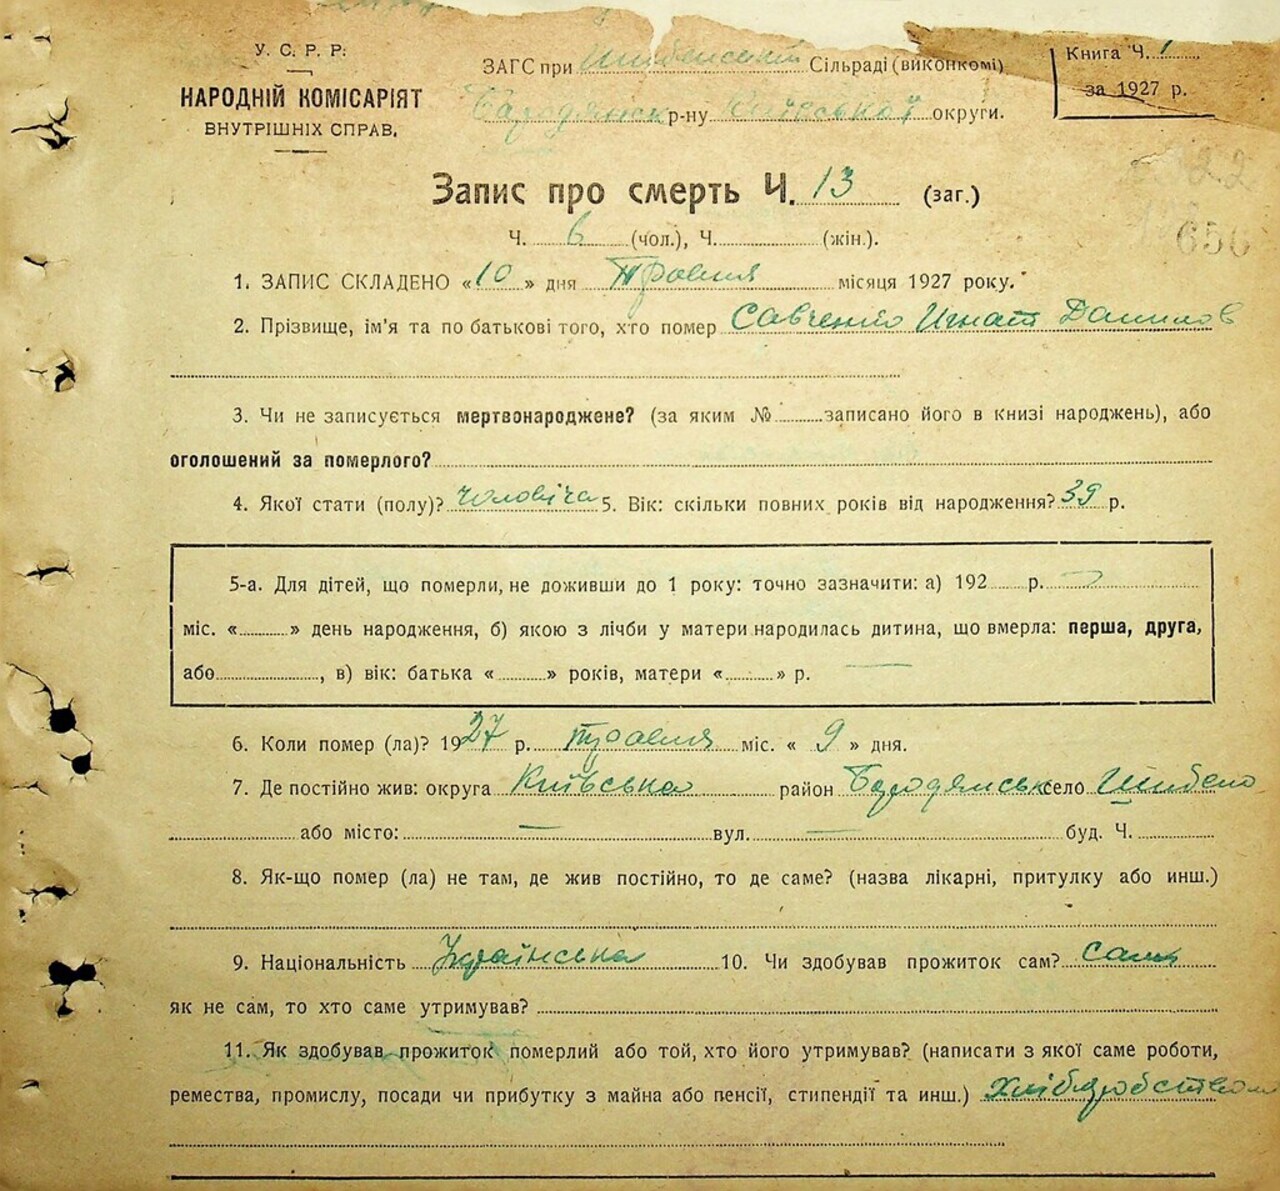 У. С. Р. Р.
НАРОДНІЙ КОМІСАРІЯТ
ВНУТРІШНІХ СПРАВ.
ЗАГС при Шибенській Сільраді (виконкомі)
Бородянськ р-ну Київської округи.
Книга Ч. 1
за 1927 р.
Запис про смерть Ч. 13 (заг.)
Ч. 6 (чол.), Ч. (жін.).
650
1. ЗАПИС СКЛАДЕНО «10» дня Травня місяця 1927 року.
2. Прізвище, ім'я та по батькові того, хто помер Савченко Игнат Данилов
3. Чи не записується мертвонароджене? (за яким № записано його в книзі народжень), або
оголошений за померлого?
4. Якої стати (полу)? чоловіча 5. Вік: скільки повних років від народження? 39 р.
5-а. Для дітей, що померли, не доживши до 1 року: точно зазначити: а) 192 р.
міс. « » день народження, б) якою з лічби у матери народилась дитина, що вмерла: перша, друга,
або , в) вік: батька « » років, матери « » р. —
6. Коли помер (ла)? 1927 р. травня міс. « 9 » дня.
7. Де постійно жив: округа Київська район Бородянськ село Шибено
або місто: — вул. — буд. Ч.
8. Як-що помер (ла) не там, де жив постійно, то де саме? (назва лікарні, притулку або инш.)
9. Національність Українська 10. Чи здобував прожиток сам? сам
як не сам, то хто саме утримував?
11. Як здобував прожиток померлий або той, хто його утримував? (написати з якої саме роботи,
ремества, промислу, посади чи прибутку з майна або пенсії, стипендії та инш.) Хліборобством